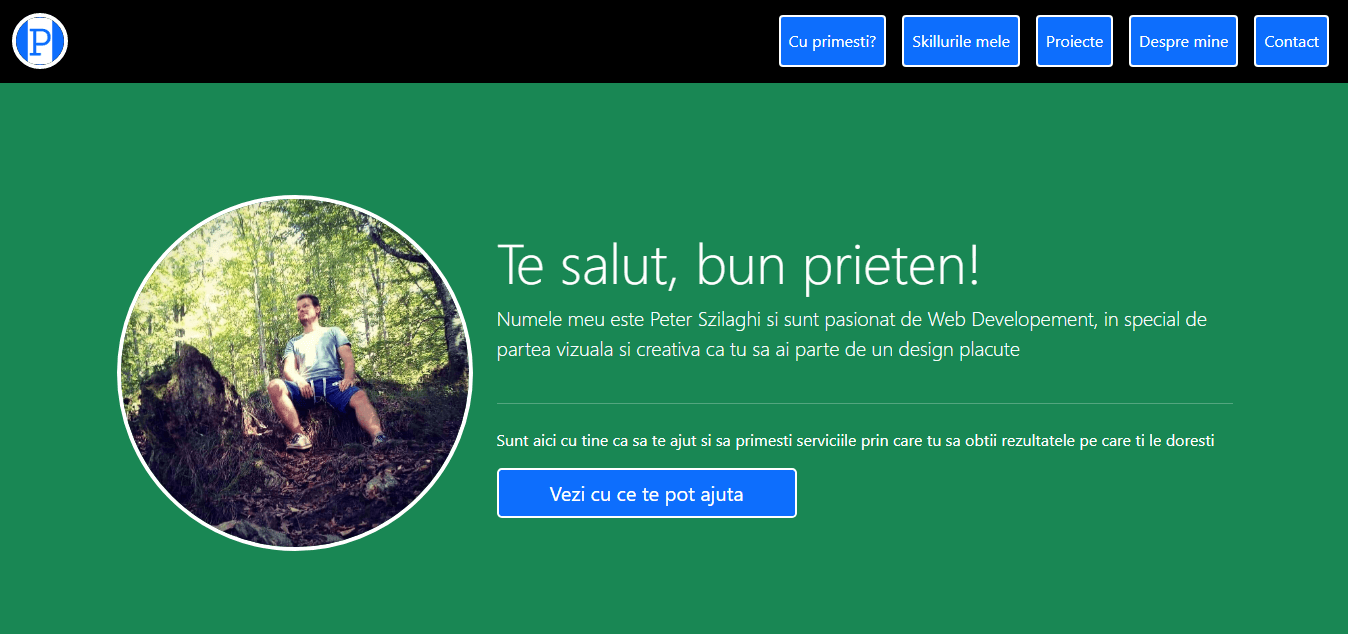 P
Cu primesti?
Skillurile mele
Proiecte
Despre mine
Contact
Te salut, bun prieten!
Numele meu este Peter Szilaghi si sunt pasionat de Web Developement, in special de
partea vizuala si creativa ca tu sa ai parte de un design placute
Sunt aici cu tine ca sa te ajut si sa primesti serviciile prin care tu sa obtii rezultatele pe care ti le doresti
Vezi cu ce te pot ajuta